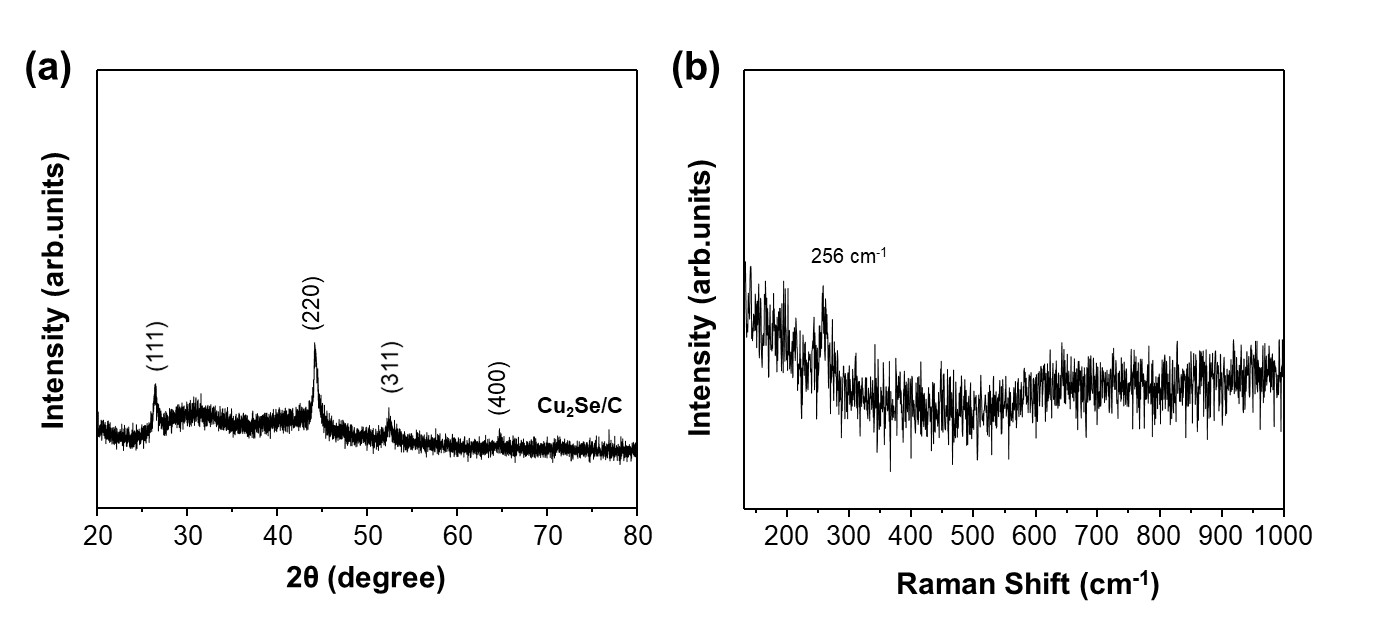 (a)
Intensity (arb.units)
(111)
(220)
(311)
(400)
Cu₂Se/C
20 30 40 50 60 70 80
2θ (degree)
(b)
Intensity (arb.units)
256 cm⁻¹
200 300 400 500 600 700 800 900 1000
Raman Shift (cm⁻¹)